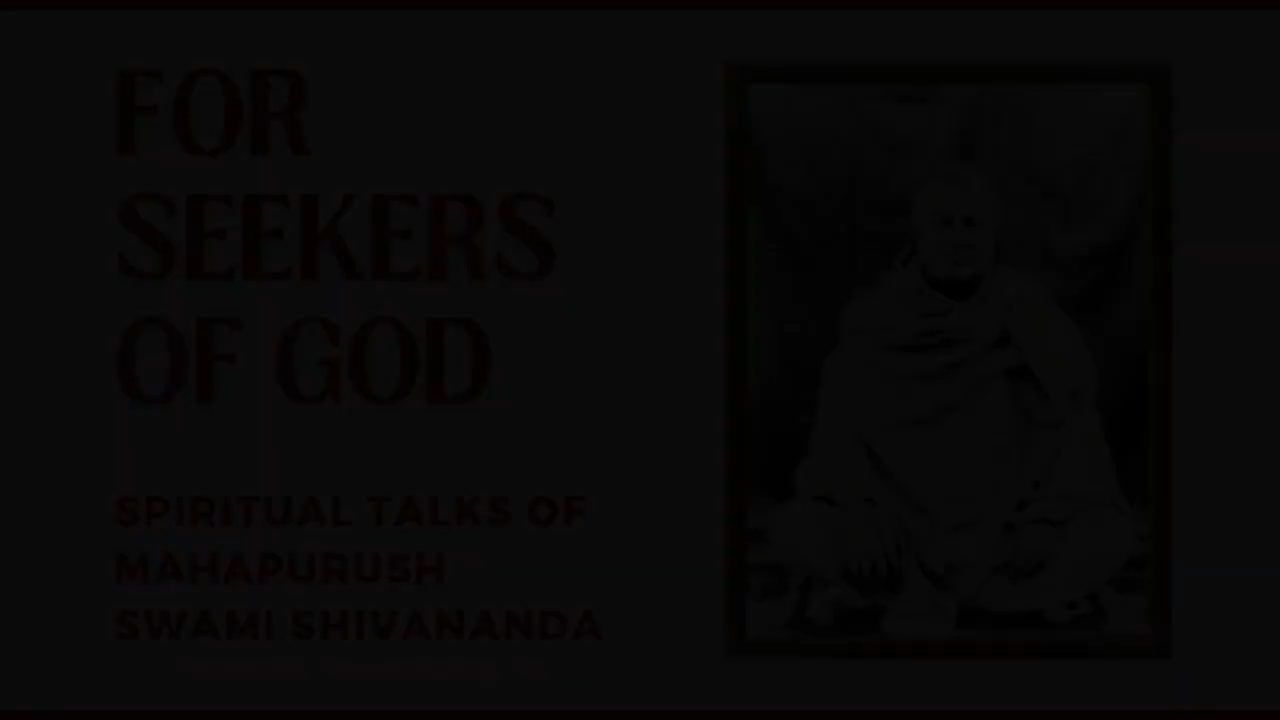 FOR
SEEKERS
OF GOD
SPIRITUAL TALKS OF
MAHAPURUSH
SWAMI SHIVANANDA